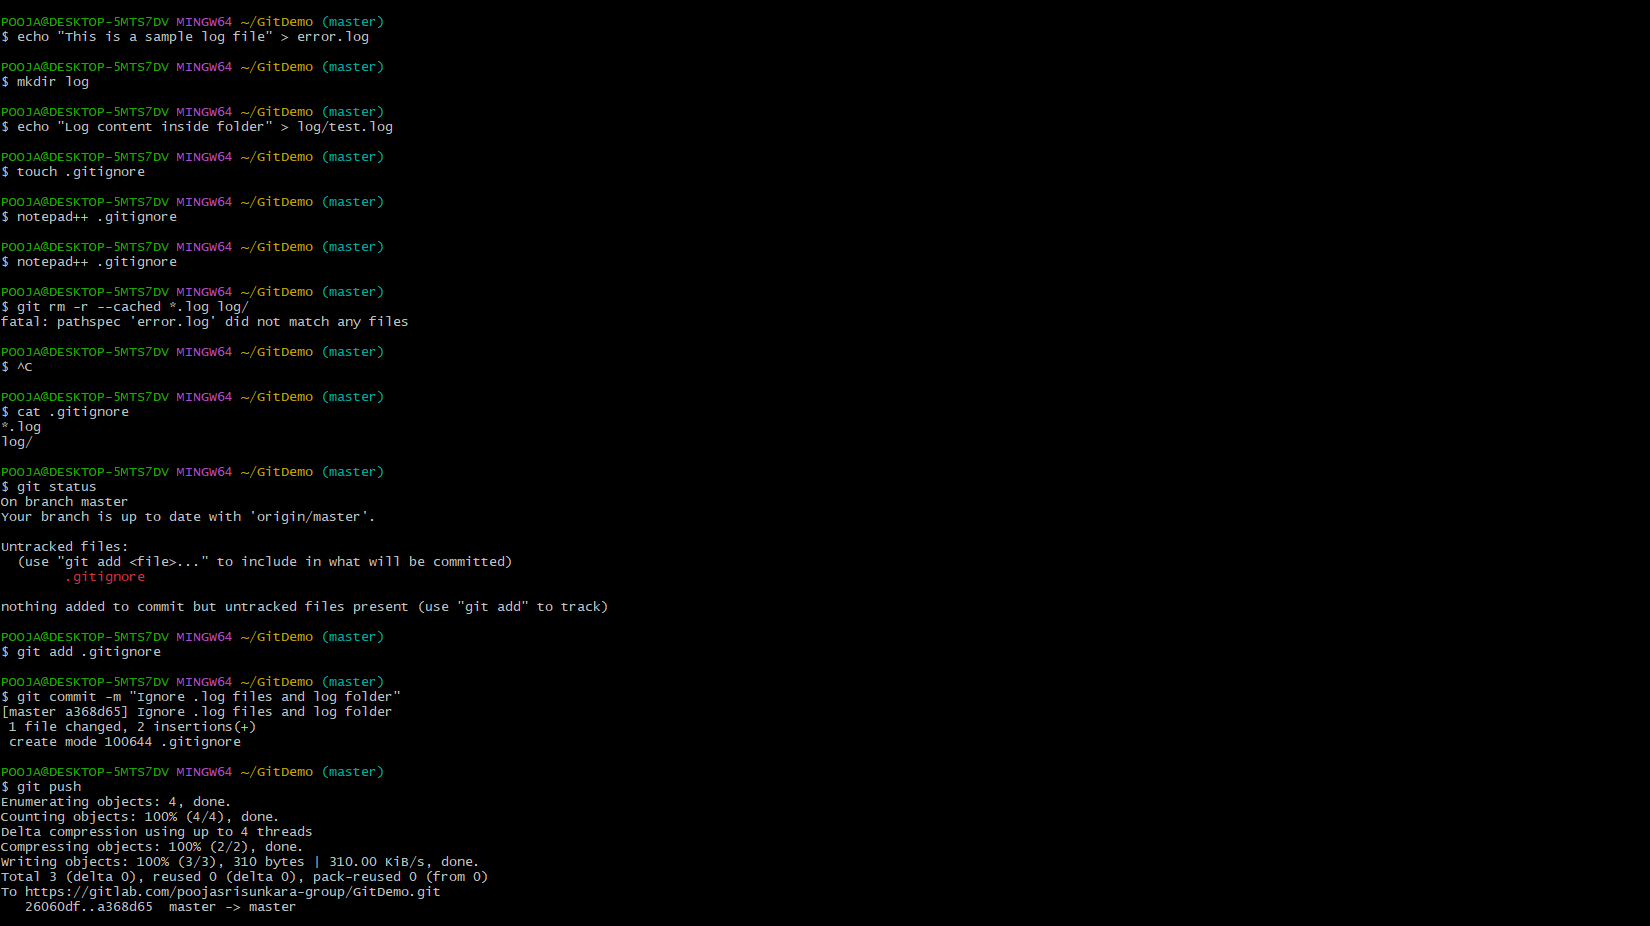 POOJA@DESKTOP-5MTS7DV MINGW64 ~/GitDemo (master)
$ echo "This is a sample log file" > error.log
POOJA@DESKTOP-5MTS7DV MINGW64 ~/GitDemo (master)
$ mkdir log
POOJA@DESKTOP-5MTS7DV MINGW64 ~/GitDemo (master)
$ echo "Log content inside folder" > log/test.log
POOJA@DESKTOP-5MTS7DV MINGW64 ~/GitDemo (master)
$ touch .gitignore
POOJA@DESKTOP-5MTS7DV MINGW64 ~/GitDemo (master)
$ notepad++ .gitignore
POOJA@DESKTOP-5MTS7DV MINGW64 ~/GitDemo (master)
$ notepad++ .gitignore
POOJA@DESKTOP-5MTS7DV MINGW64 ~/GitDemo (master)
$ git rm -r --cached *.log log/
fatal: pathspec 'error.log' did not match any files
POOJA@DESKTOP-5MTS7DV MINGW64 ~/GitDemo (master)
$ ^C
POOJA@DESKTOP-5MTS7DV MINGW64 ~/GitDemo (master)
$ cat .gitignore
*.log
log/
POOJA@DESKTOP-5MTS7DV MINGW64 ~/GitDemo (master)
$ git status
On branch master
Your branch is up to date with 'origin/master'.
Untracked files:
  (use "git add <file>..." to include in what will be committed)
        .gitignore
nothing added to commit but untracked files present (use "git add" to track)
POOJA@DESKTOP-5MTS7DV MINGW64 ~/GitDemo (master)
$ git add .gitignore
POOJA@DESKTOP-5MTS7DV MINGW64 ~/GitDemo (master)
$ git commit -m "Ignore .log files and log folder"
[master a368d65] Ignore .log files and log folder
 1 file changed, 2 insertions(+)
 create mode 100644 .gitignore
POOJA@DESKTOP-5MTS7DV MINGW64 ~/GitDemo (master)
$ git push
Enumerating objects: 4, done.
Counting objects: 100% (4/4), done.
Delta compression using up to 4 threads
Compressing objects: 100% (2/2), done.
Writing objects: 100% (3/3), 310 bytes | 310.00 KiB/s, done.
Total 3 (delta 0), reused 0 (delta 0), pack-reused 0 (from 0)
To https://gitlab.com/poojasrisunkara-group/GitDemo.git
   26060df..a368d65  master -> master